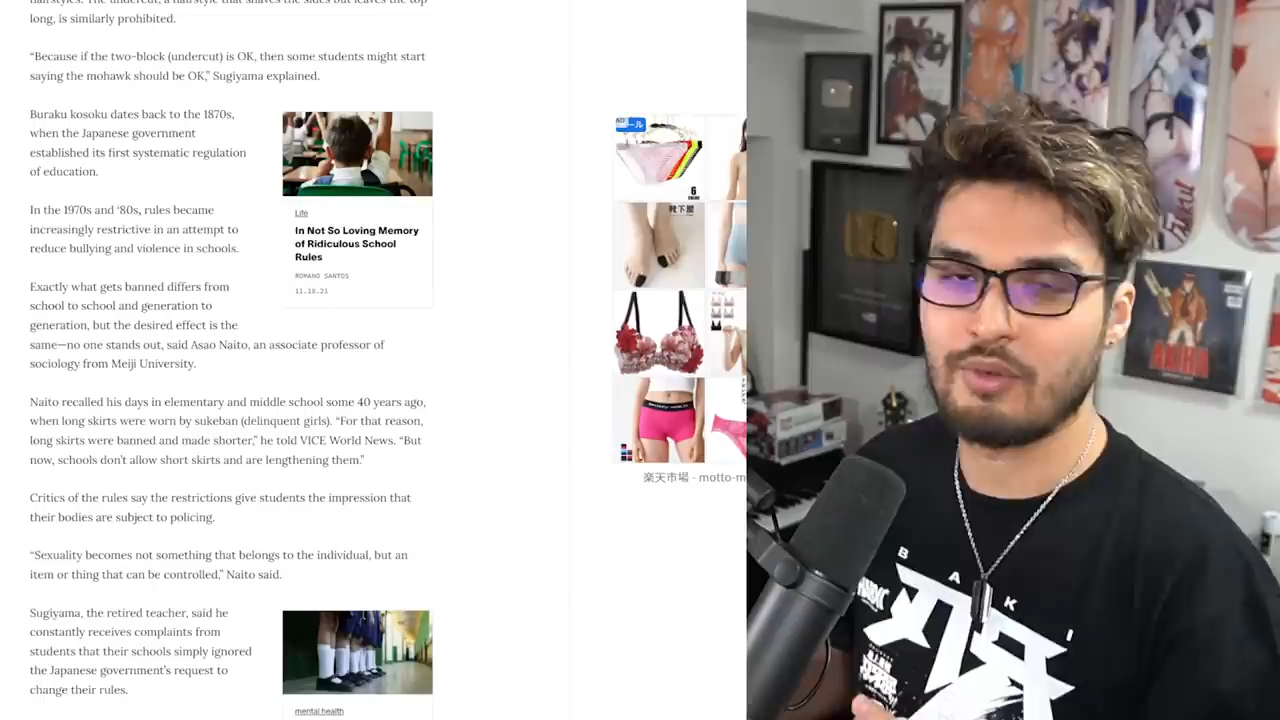 long, is similarly prohibited.
“Because if the two-block (undercut) is OK, then some students might start
saying the mohawk should be OK,” Sugiyama explained.
Buraku kosoku dates back to the 1870s,
when the Japanese government
established its first systematic regulation
of education.
In the 1970s and ‘80s, rules became
increasingly restrictive in an attempt to
reduce bullying and violence in schools.
Exactly what gets banned differs from
school to school and generation to
generation, but the desired effect is the
same—no one stands out, said Asao Naito, an associate professor of
sociology from Meiji University.
Life
In Not So Loving Memory
of Ridiculous School
Rules
ROMANO SANTOS
11.10.21
Naito recalled his days in elementary and middle school some 40 years ago,
when long skirts were worn by sukeban (delinquent girls). “For that reason,
long skirts were banned and made shorter,” he told VICE World News. “But
now, schools don’t allow short skirts and are lengthening them.”
Critics of the rules say the restrictions give students the impression that
their bodies are subject to policing.
“Sexuality becomes not something that belongs to the individual, but an
item or thing that can be controlled,” Naito said.
Sugiyama, the retired teacher, said he
constantly receives complaints from
students that their schools simply ignored
the Japanese government’s request to
change their rules.
mental health
6
靴下屋
楽天市場 - motto-m
AKIRA
B A K I